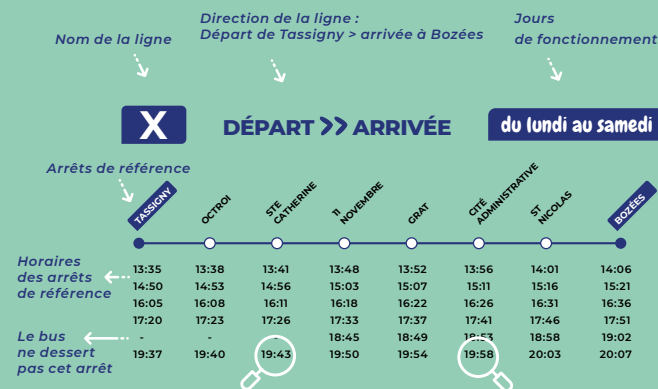 Direction de la ligne :
Départ de Tassigny > arrivée à Bozées
Jours
de fonctionnement
Nom de la ligne
X
DÉPART >> ARRIVÉE
du lundi au samedi
Arrêts de référence
TASSIGNY
OCTROI
STE
CATHERINE
11
NOVEMBRE
GRAT
CITÉ
ADMINISTRATIVE
ST
NICOLAS
BOZÉES
Horaires
des arrêts
de référence
13:35 13:38 13:41 13:48 13:52 13:56 14:01 14:06
14:50 14:53 14:56 15:03 15:07 15:11 15:16 15:21
16:05 16:08 16:11 16:18 16:22 16:26 16:31 16:36
17:20 17:23 17:26 17:33 17:37 17:41 17:46 17:51
Le bus
ne dessert
pas cet arrêt
- - - 18:45 18:49 18:53 18:58 19:02
19:37 19:40 19:43 19:50 19:54 19:58 20:03 20:07